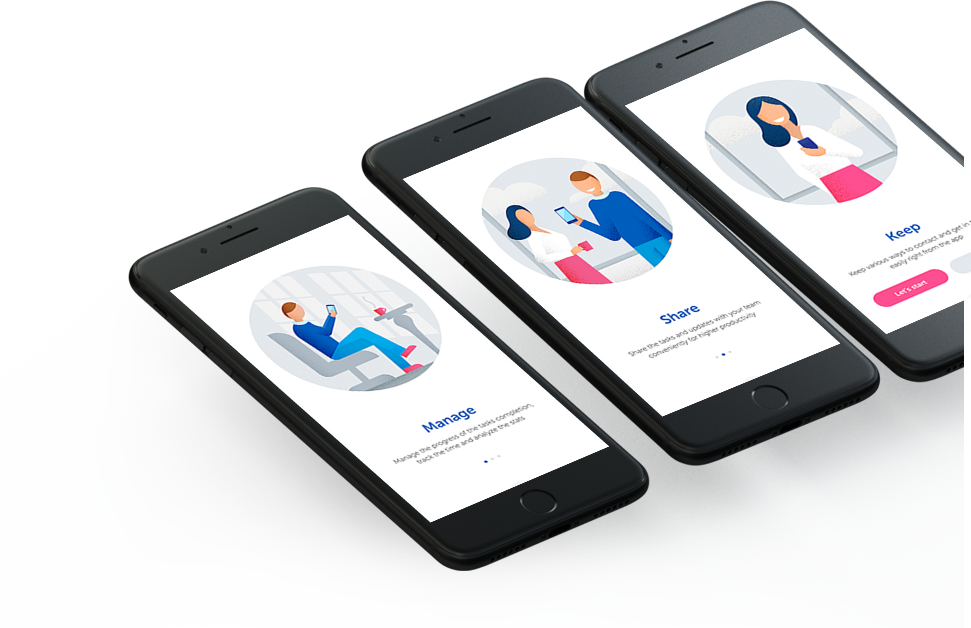 Manage
Manage the progress of the tasks completion,
track the time and analyze the stats
Share
Share the tasks and updates with your team
conveniently for higher productivity
Keep
Keep various ways to contact and get in
easily right from the app
Let's start